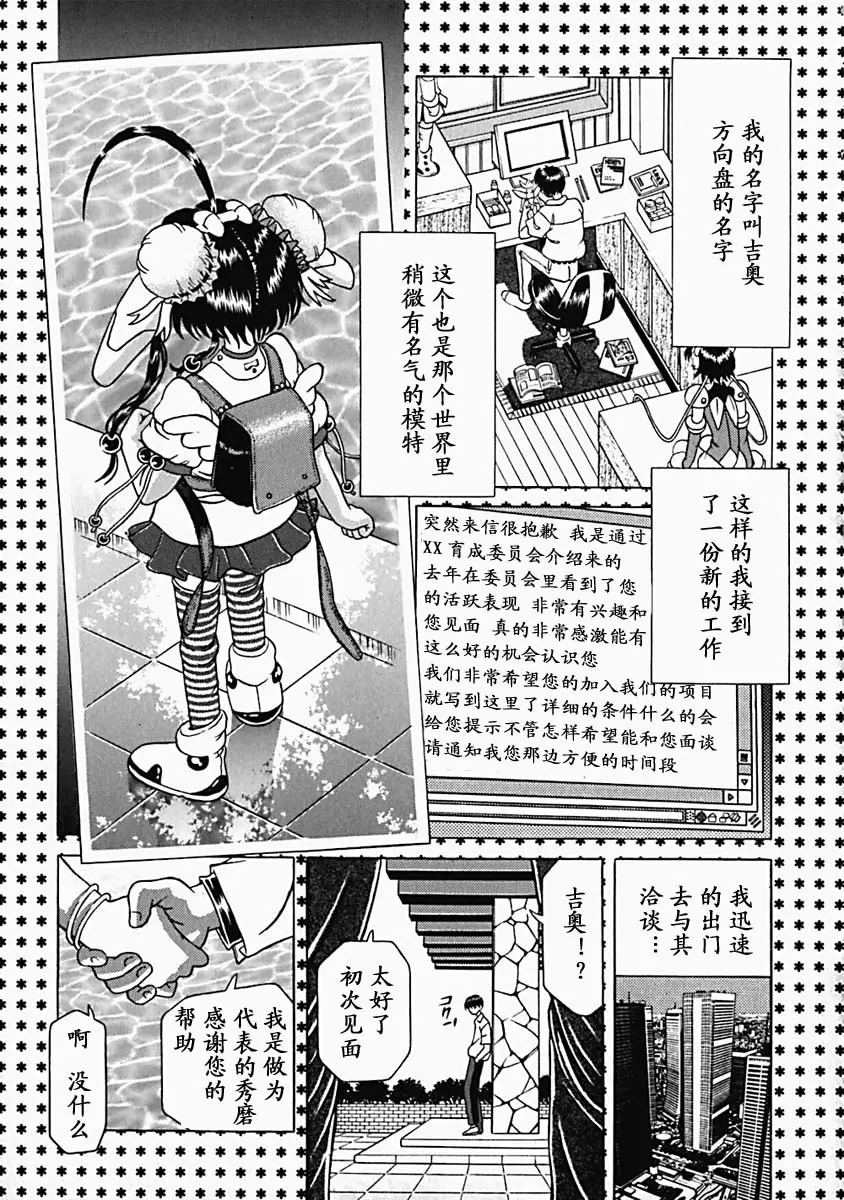 我的名字叫吉奥
方向盘的名字
这个也是那个世界里
稍微有名气的模特
这样的我接到
了一份新的工作
突然来信很抱歉 我是通过
XX育成委员会介绍来的
去年在委员会里看到了您
的活跃表现 非常有兴趣和
您见面 真的非常感激能有
这么好的机会认识您
我们非常希望您的加入我们的项目
就写到这里了详细的条件什么的会
给您提示不管怎样希望能和您面谈
请通知我您那边方便的时间段
我迅速
的出门
去与其
洽谈…
吉奥！？
太好了
初次见面
コクッ
我是做为
代表的秀磨
感谢您的
帮助
啊 没什么